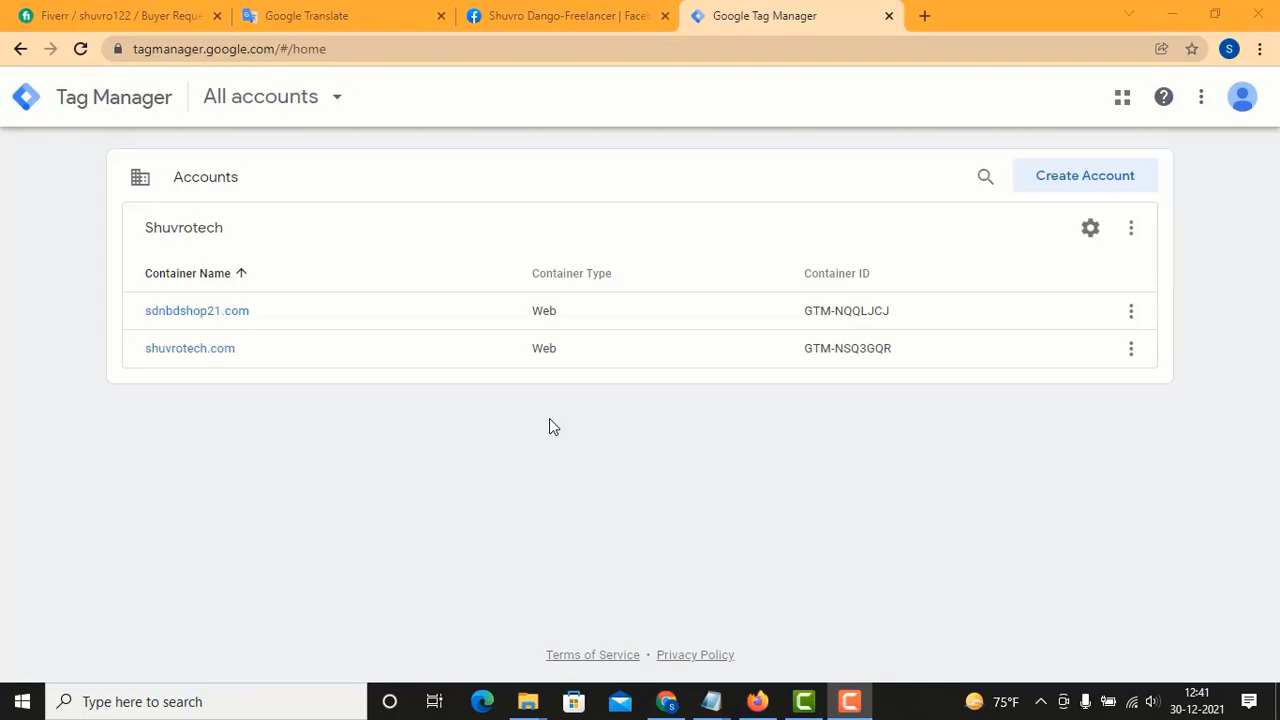 Fiverr / shuvro122 / Buyer Reque
Google Translate
Shuvro Dango-Freelancer | Face
Google Tag Manager
tagmanager.google.com/#/home
S
Tag Manager
All accounts
Accounts
Create Account
Shuvrotech
Container Name
Container Type
Container ID
sdnbdshop21.com
Web
GTM-NQQLJCJ
shuvrotech.com
Web
GTM-NSQ3GQR
Terms of Service • Privacy Policy
Type here to search
75°F
12:41
30-12-2021